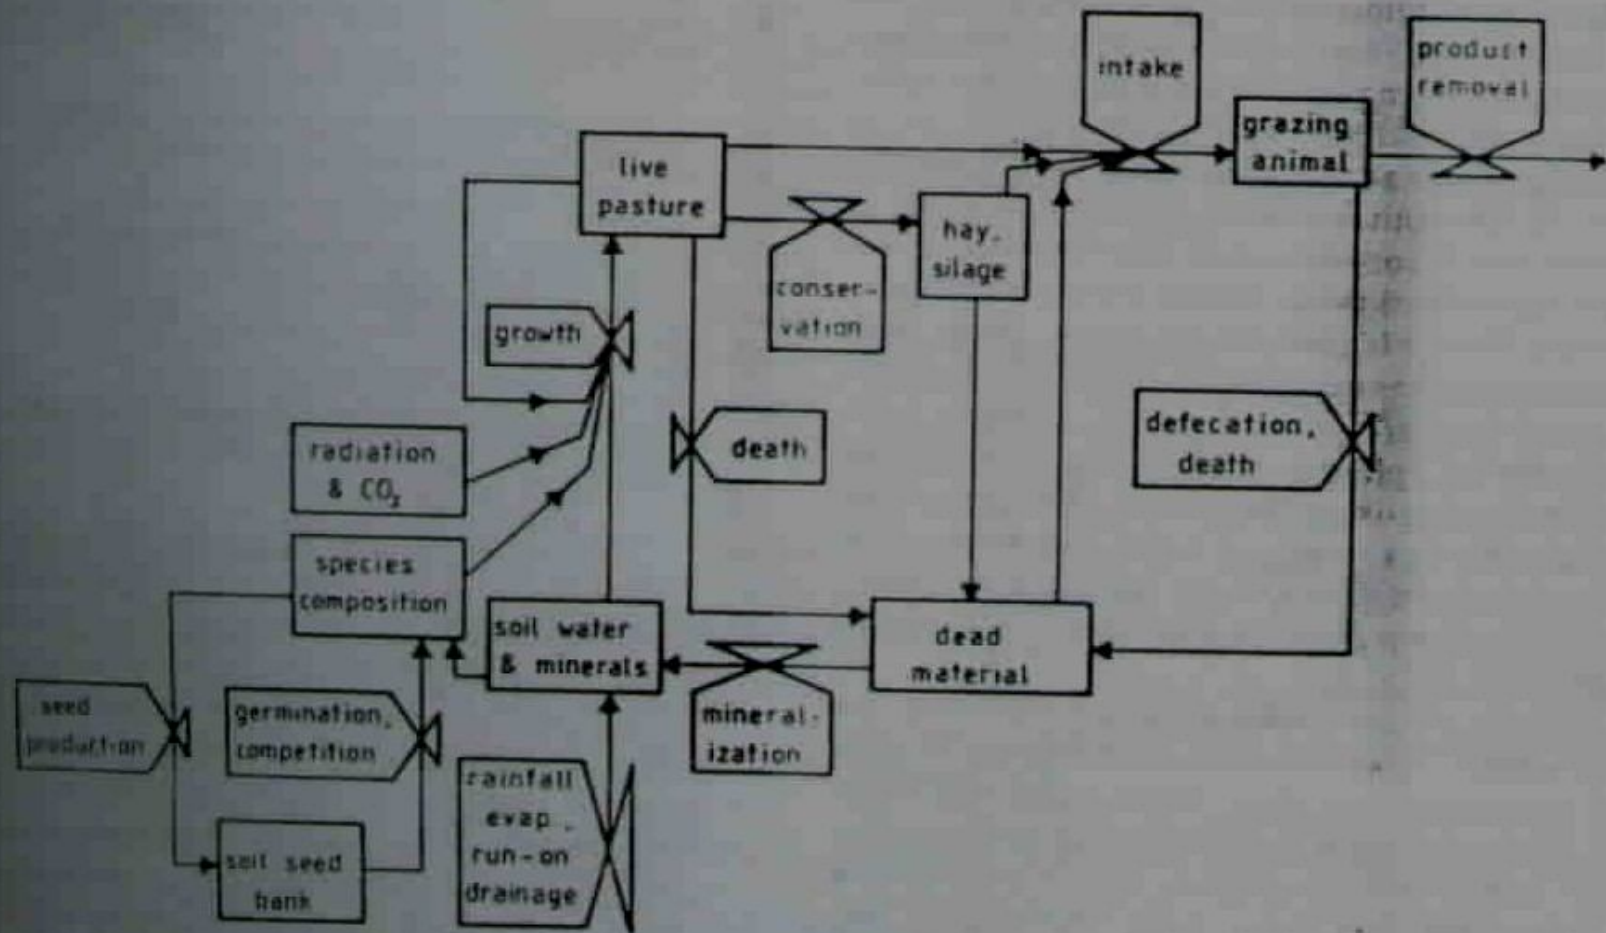 intake
product
removal
grazing
animal
live
pasture
hay,
silage
conser-
vation
growth
death
defecation,
death
radiation
& CO₂
species
composition
soil water
& minerals
dead
material
mineral-
ization
seed
production
germination,
competition
rainfall
evap.,
run-on
drainage
soil seed
bank